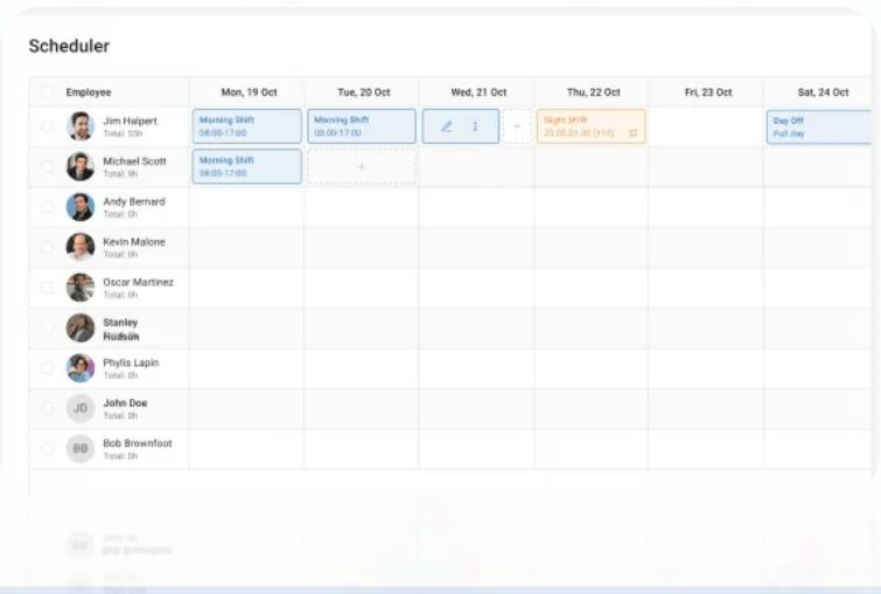 Scheduler
Employee Mon, 19 Oct Tue, 20 Oct Wed, 21 Oct Thu, 22 Oct Fri, 23 Oct Sat, 24 Oct
Jim Halpert Morning Shift Morning Shift + Night Shift Day Off
Total: 55h 08:00-17:00 08:00-17:00 Full day
Michael Scott Morning Shift +
Total: 9h 08:00-17:00
Andy Bernard
Total: 0h
Kevin Malone
Total: 0h
Oscar Martinez
Total: 0h
Stanley
Hudson
Phylis Lapin
Total: 0h
JD John Doe
Total: 0h
BB Bob Brownfoot
Total: 0h